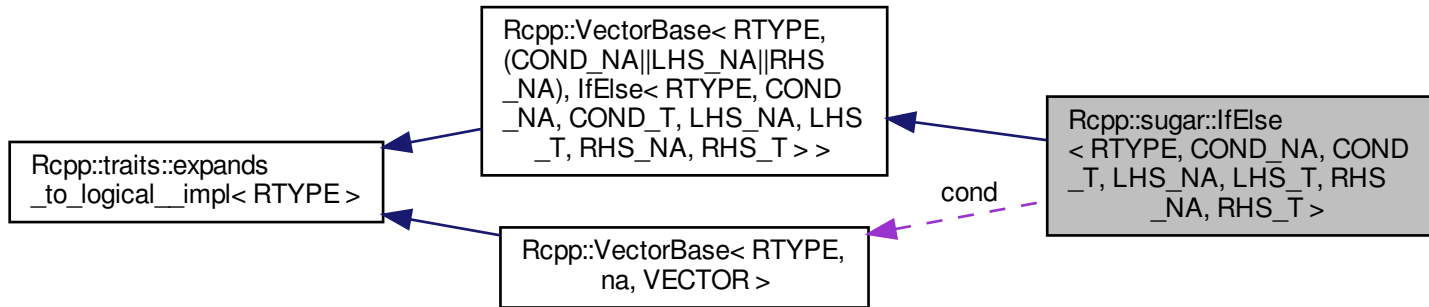 Rcpp::VectorBase< RTYPE,
(COND_NA||LHS_NA||RHS
_NA), IfElse< RTYPE, COND
_NA, COND_T, LHS_NA, LHS
_T, RHS_NA, RHS_T > >
Rcpp::sugar::IfElse
< RTYPE, COND_NA, COND
_T, LHS_NA, LHS_T, RHS
_NA, RHS_T >
Rcpp::traits::expands
_to_logical__impl< RTYPE >
cond
Rcpp::VectorBase< RTYPE,
na, VECTOR >